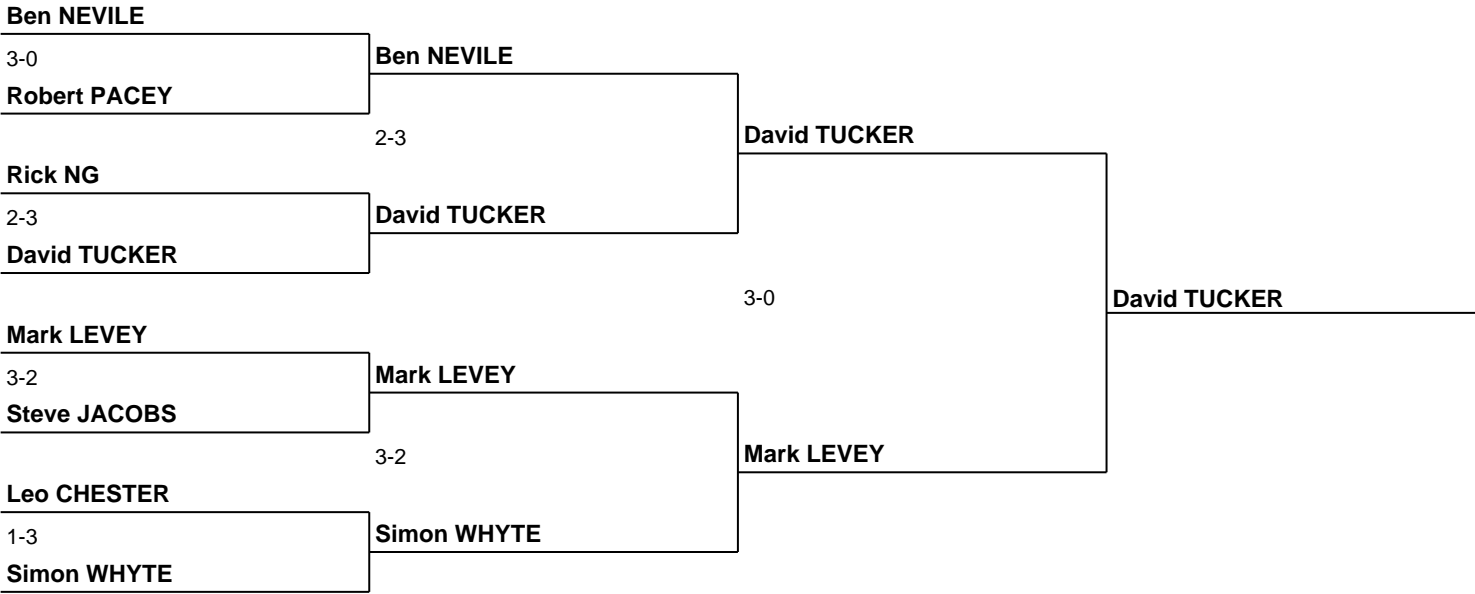 Ben NEVILE
3-0
Robert PACEY
Ben NEVILE
2-3
David TUCKER
Rick NG
2-3
David TUCKER
David TUCKER
3-0
David TUCKER
Mark LEVEY
3-2
Steve JACOBS
Mark LEVEY
3-2
Mark LEVEY
Leo CHESTER
1-3
Simon WHYTE
Simon WHYTE